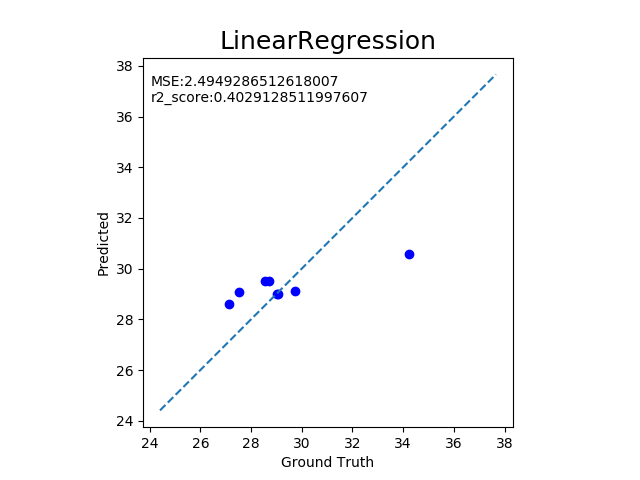 LinearRegression
MSE:2.4949286512618007
r2_score:0.4029128511997607
38
36
34
32
30
28
26
24
Predicted
24 26 28 30 32 34 36 38
Ground Truth